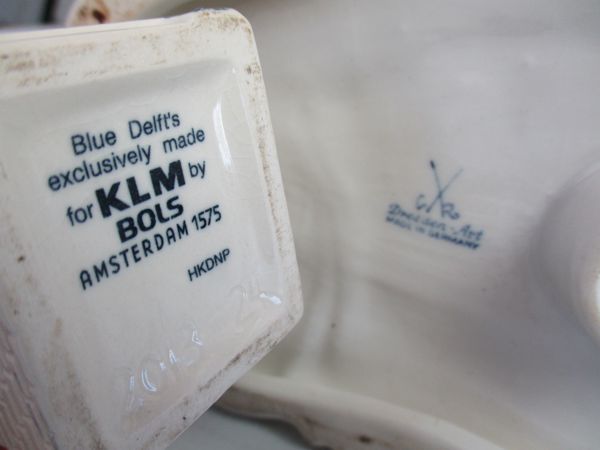 Blue Delft's
exclusively made
for KLM by
BOLS
AMSTERDAM 1575
HKDNP
C R
Dresden-Art
MADE IN GERMANY